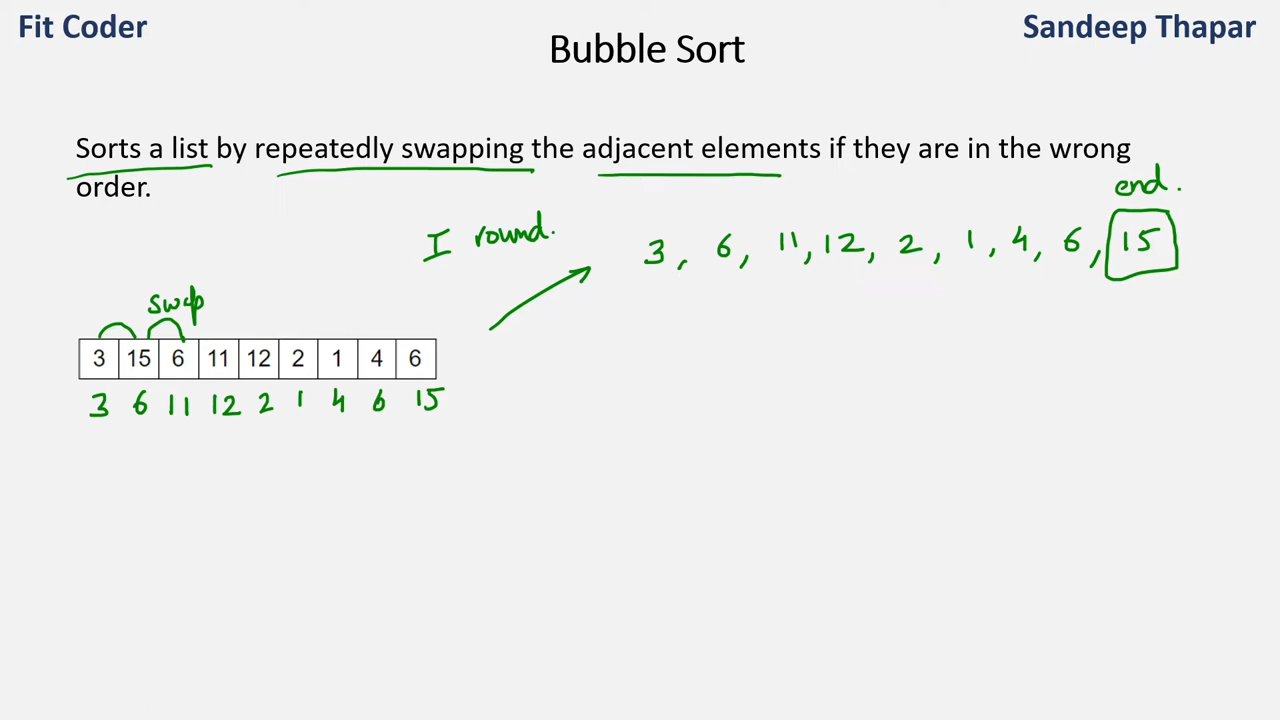 Fit Coder
Sandeep Thapar
Bubble Sort
Sorts a list by repeatedly swapping the adjacent elements if they are in the wrong
order.
end.
I round.
3, 6, 11, 12, 2, 1, 4, 6, 15
swap
3 15 6 11 12 2 1 4 6
3 6 11 12 2 1 4 6 15